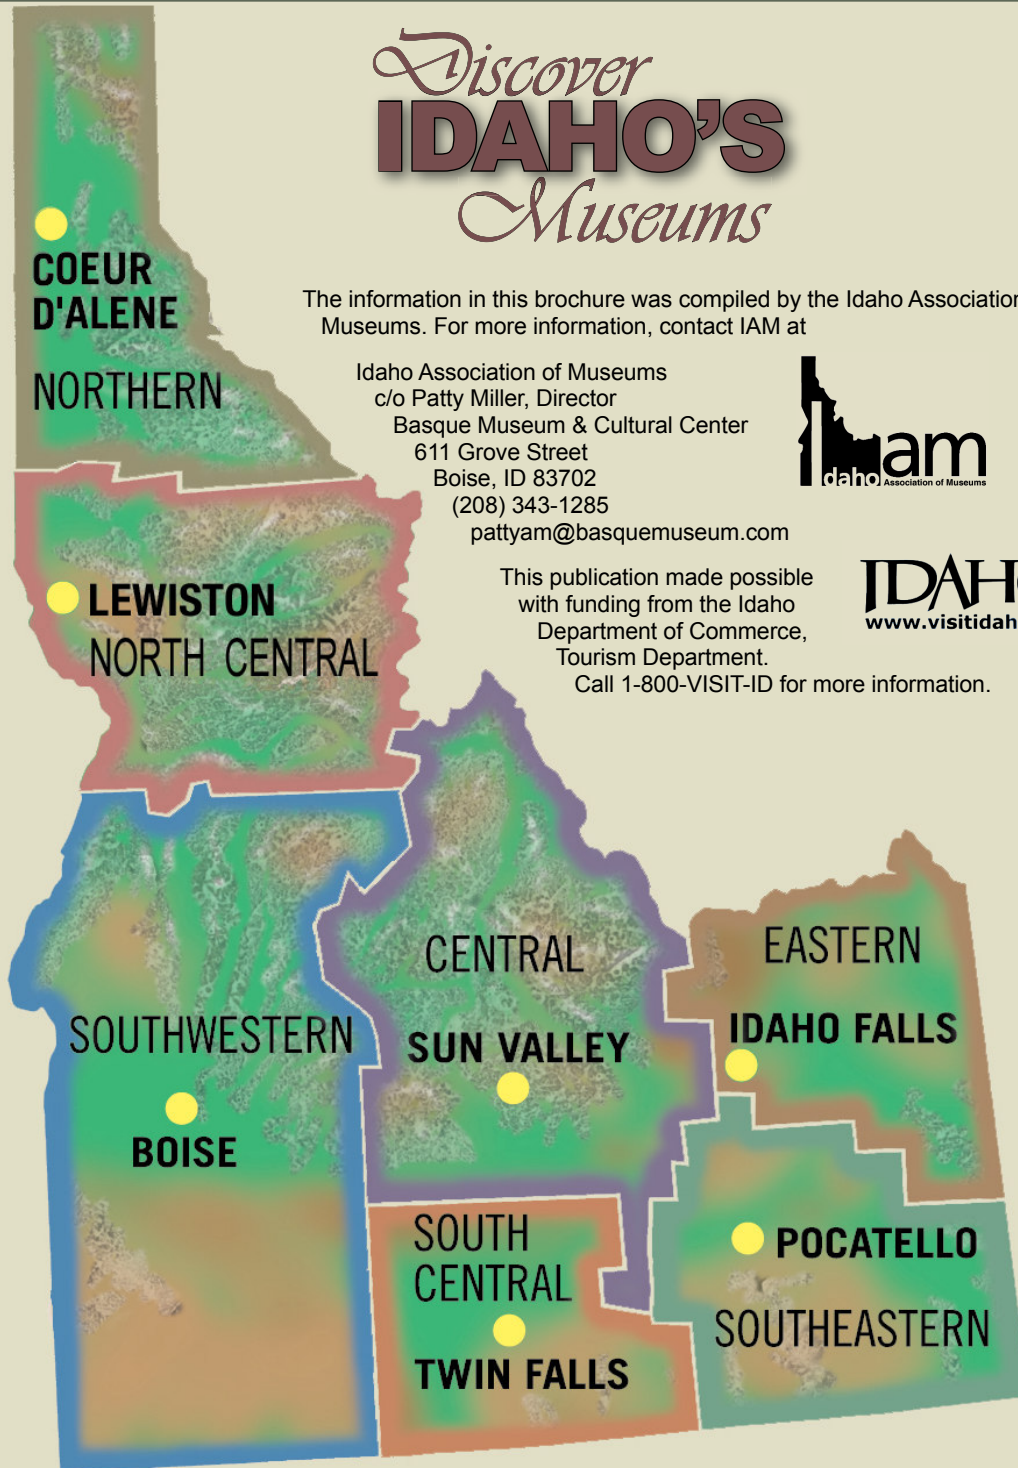 Discover
IDAHO'S
Museums
The information in this brochure was compiled by the Idaho Association
Museums. For more information, contact IAM at
Idaho Association of Museums
c/o Patty Miller, Director
Basque Museum & Cultural Center
611 Grove Street
Boise, ID 83702
(208) 343-1285
pattyam@basquemuseum.com
Idaho am
Association of Museums
This publication made possible
with funding from the Idaho
Department of Commerce,
Tourism Department.
Call 1-800-VISIT-ID for more information.
IDAH
www.visitidah
COEUR
D'ALENE
NORTHERN
LEWISTON
NORTH CENTRAL
CENTRAL
SUN VALLEY
EASTERN
IDAHO FALLS
SOUTHWESTERN
BOISE
SOUTH
CENTRAL
TWIN FALLS
POCATELLO
SOUTHEASTERN